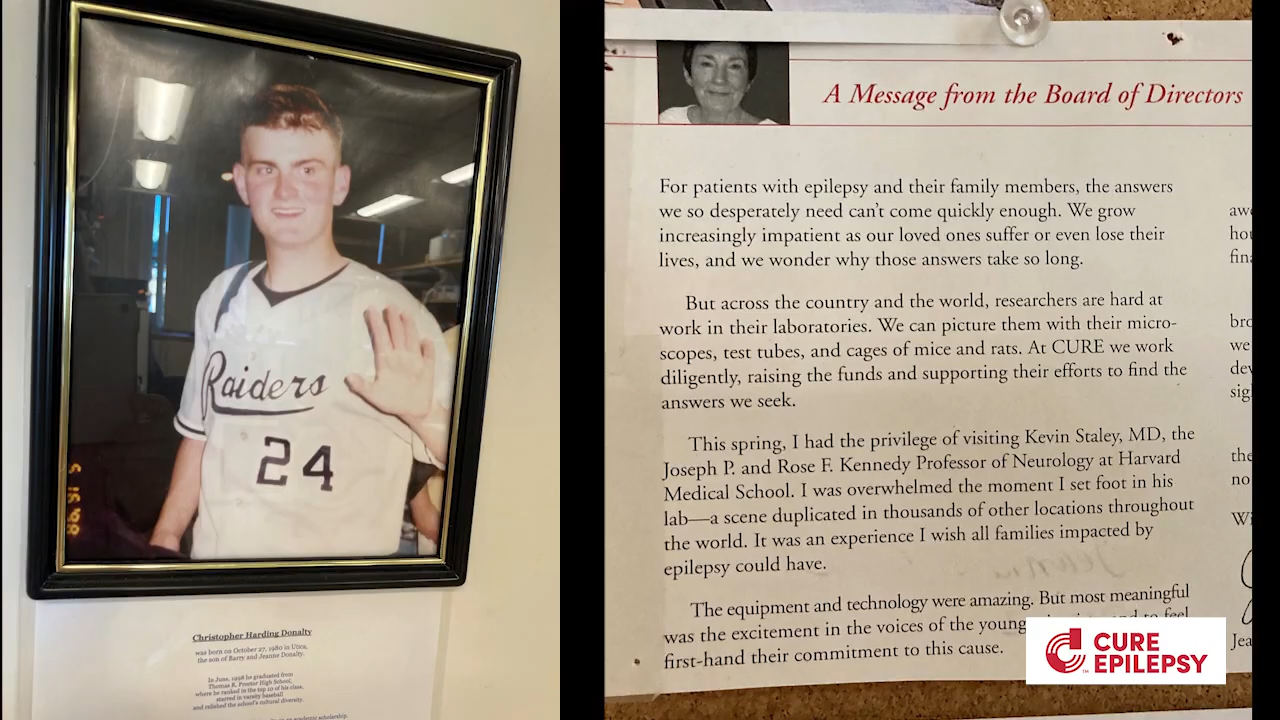 Raiders
24
5 16 '98
Christopher Harding Donalty
was born on October 27, 1980 in Utica,
the son of Barry and Jeanne Donalty.
In June, 1998 he graduated from
Thomas R. Proctor High School,
where he ranked in the top 10 of his class,
starred in varsity baseball
and relished the school's cultural diversity.
academic scholarship.
A Message from the Board of Directors
For patients with epilepsy and their family members, the answers
we so desperately need can't come quickly enough. We grow
increasingly impatient as our loved ones suffer or even lose their
lives, and we wonder why those answers take so long.
But across the country and the world, researchers are hard at
work in their laboratories. We can picture them with their micro-
scopes, test tubes, and cages of mice and rats. At CURE we work
diligently, raising the funds and supporting their efforts to find the
answers we seek.
This spring, I had the privilege of visiting Kevin Staley, MD, the
Joseph P. and Rose F. Kennedy Professor of Neurology at Harvard
Medical School. I was overwhelmed the moment I set foot in his
lab—a scene duplicated in thousands of other locations throughout
the world. It was an experience I wish all families impacted by
epilepsy could have.
The equipment and technology were amazing. But most meaningful
was the excitement in the voices of the young and to feel
first-hand their commitment to this cause.
CURE
EPILEPSY
TM